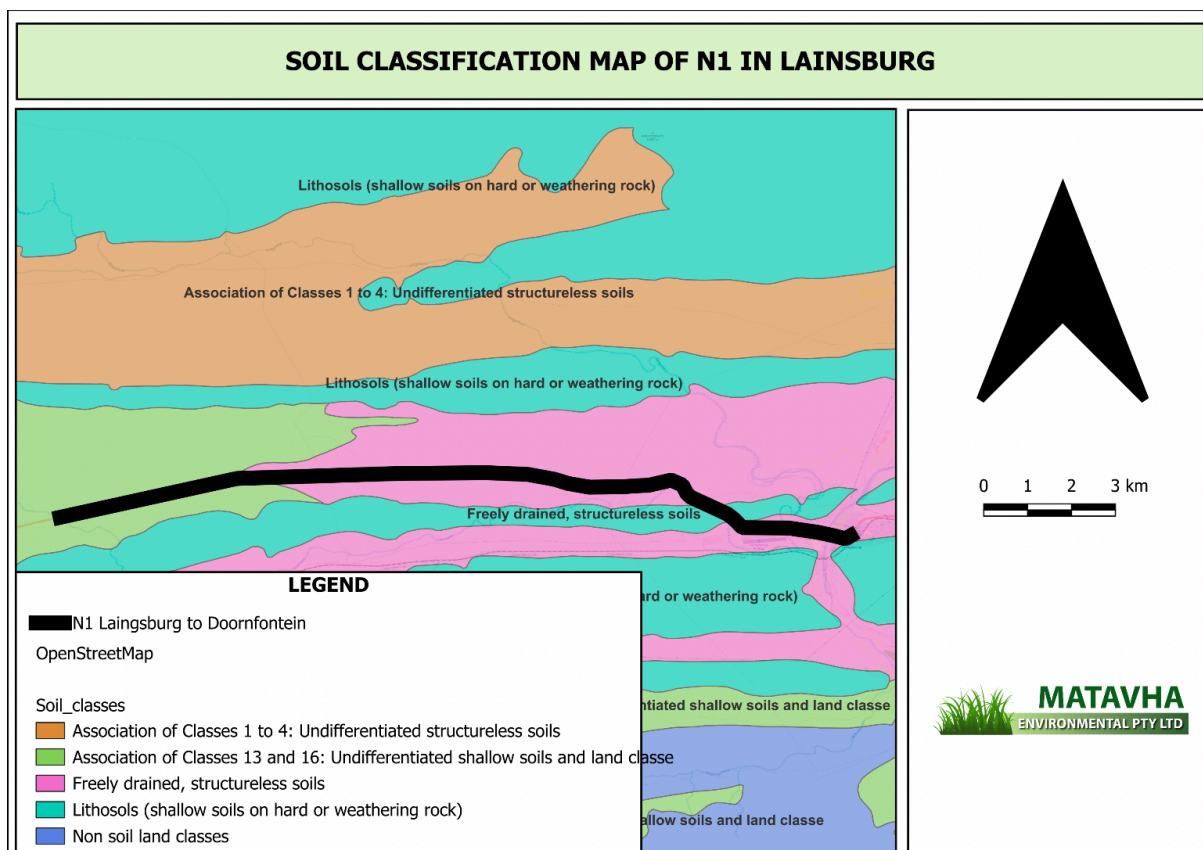 SOIL CLASSIFICATION MAP OF N1 IN LAINSBURG
Lithosols (shallow soils on hard or weathering rock)
Association of Classes 1 to 4: Undifferentiated structureless soils
Lithosols (shallow soils on hard or weathering rock)
Freely drained, structureless soils
hard or weathering rock)
ntiated shallow soils and land classe
allow soils and land classe
LEGEND
N1 Laingsburg to Doornfontein
OpenStreetMap
Soil_classes
Association of Classes 1 to 4: Undifferentiated structureless soils
Association of Classes 13 and 16: Undifferentiated shallow soils and land classe
Freely drained, structureless soils
Lithosols (shallow soils on hard or weathering rock)
Non soil land classes
0 1 2 3 km
MATAVHA
ENVIRONMENTAL PTY LTD